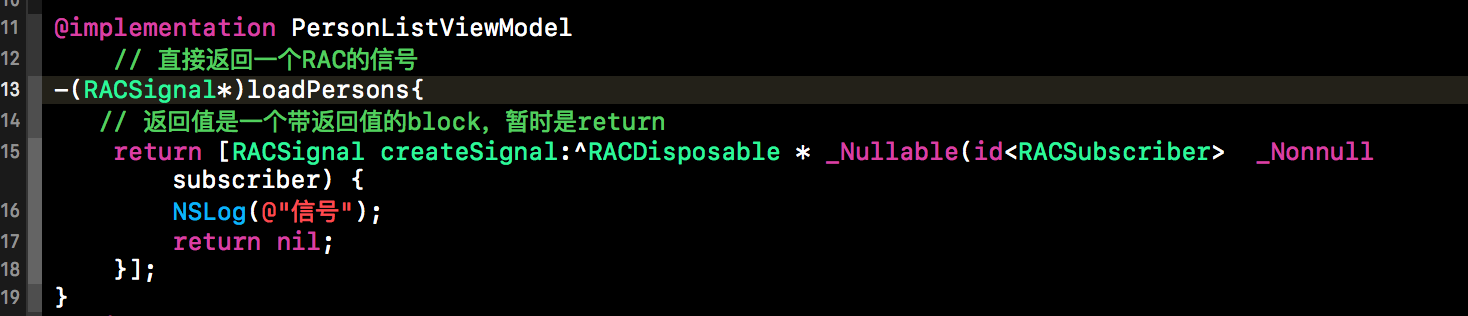 11 @implementation PersonListViewModel
12 // 直接返回一个RAC的信号
13 -(RACSignal*)loadPersons{
14 // 返回值是一个带返回值的block，暂时是return
15 return [RACSignal createSignal:^RACDisposable * _Nullable(id<RACSubscriber>  _Nonnull
subscriber) {
16 NSLog(@"信号");
17 return nil;
18 }];
19 }